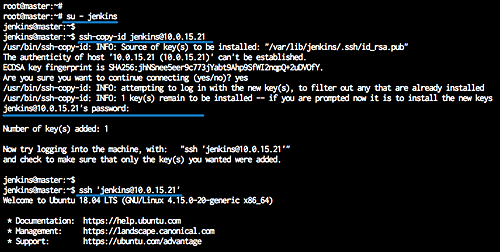 root@master:~#
root@master:~# su - jenkins
jenkins@master:~$
jenkins@master:~$ ssh-copy-id jenkins@10.0.15.21
/usr/bin/ssh-copy-id: INFO: Source of key(s) to be installed: "/var/lib/jenkins/.ssh/id_rsa.pub"
The authenticity of host '10.0.15.21 (10.0.15.21)' can't be established.
ECDSA key fingerprint is
Are you sure you want to continue connecting (yes/no)? yes
/usr/bin/ssh-copy-id: INFO: attempting to log in with the new key(s), to filter out any that are already installed
/usr/bin/ssh-copy-id: INFO: 1 key(s) remain to be installed -- if you are prompted now it is to install the new keys
jenkins@10.0.15.21's password:
Number of key(s) added: 1
Now try logging into the machine, with:   "ssh 'jenkins@10.0.15.21'"
and check to make sure that only the key(s) you wanted were added.
jenkins@master:~$
jenkins@master:~$ ssh 'jenkins@10.0.15.21'
Welcome to Ubuntu 18.04 LTS (GNU/Linux 4.15.0-20-generic x86_64)
* Documentation:  https://help.ubuntu.com
* Management:     https://landscape.canonical.com
* Support:        https://ubuntu.com/advantage